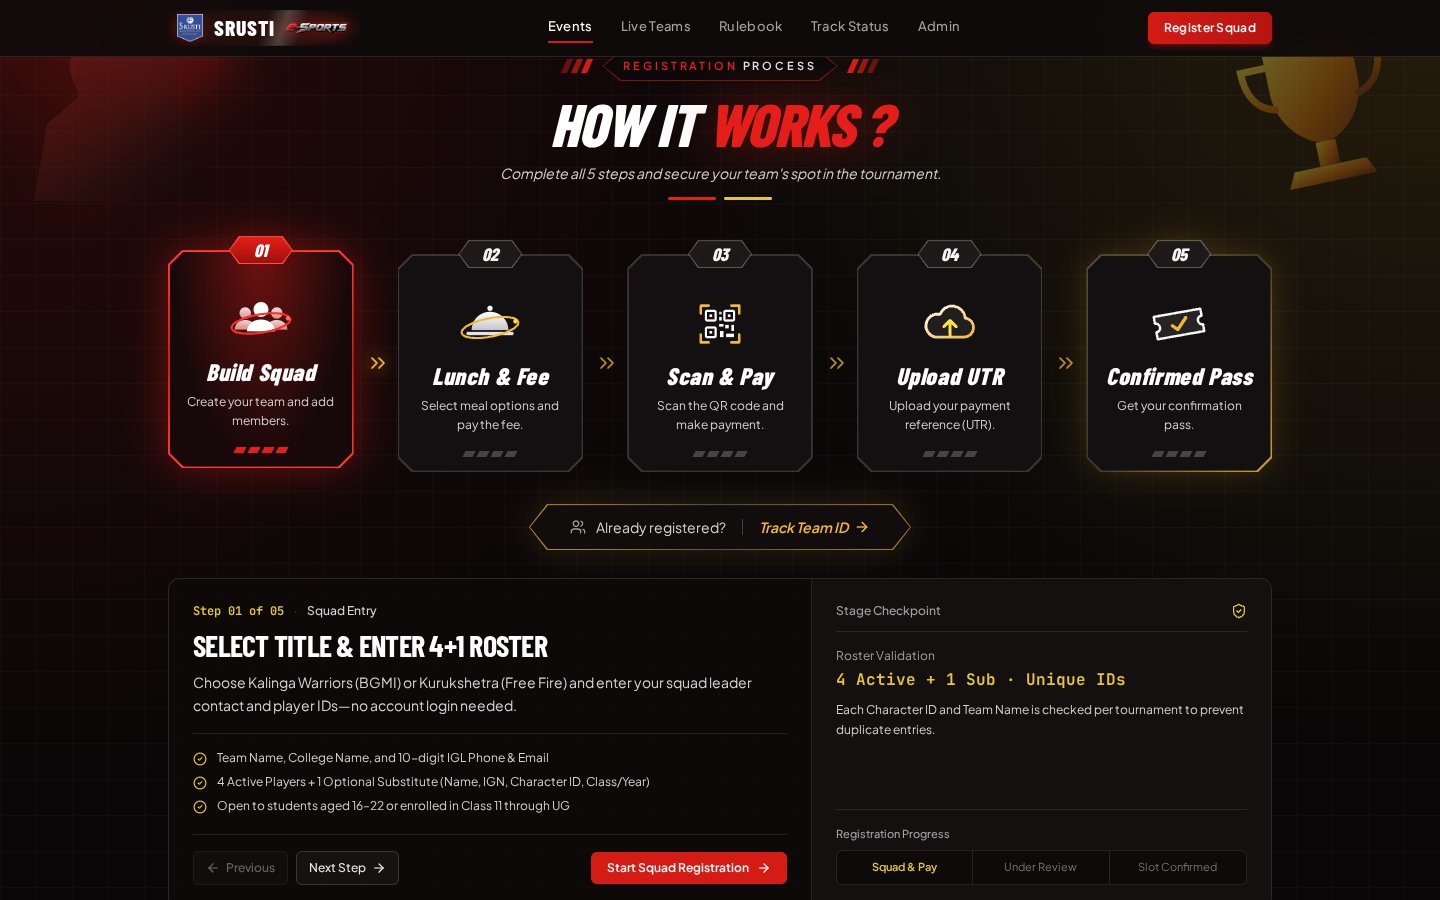 SRUSTI
SRUSTI e-SPORTS
Events
Live Teams
Rulebook
Track Status
Admin
Register Squad
REGISTRATION PROCESS
HOW IT WORKS ?
Complete all 5 steps and secure your team's spot in the tournament.
01
Build Squad
Create your team and add
members.
02
Lunch & Fee
Select meal options and
pay the fee.
03
Scan & Pay
Scan the QR code and
make payment.
04
Upload UTR
Upload your payment
reference (UTR).
05
Confirmed Pass
Get your confirmation
pass.
Already registered?
Track Team ID
Step 01 of 05 · Squad Entry
SELECT TITLE & ENTER 4+1 ROSTER
Choose Kalinga Warriors (BGMI) or Kurukshetra (Free Fire) and enter your squad leader
contact and player IDs—no account login needed.
Team Name, College Name, and 10-digit IGL Phone & Email
4 Active Players + 1 Optional Substitute (Name, IGN, Character ID, Class/Year)
Open to students aged 16–22 or enrolled in Class 11 through UG
Previous
Next Step
Start Squad Registration
Stage Checkpoint
Roster Validation
4 Active + 1 Sub · Unique IDs
Each Character ID and Team Name is checked per tournament to prevent
duplicate entries.
Registration Progress
Squad & Pay
Under Review
Slot Confirmed